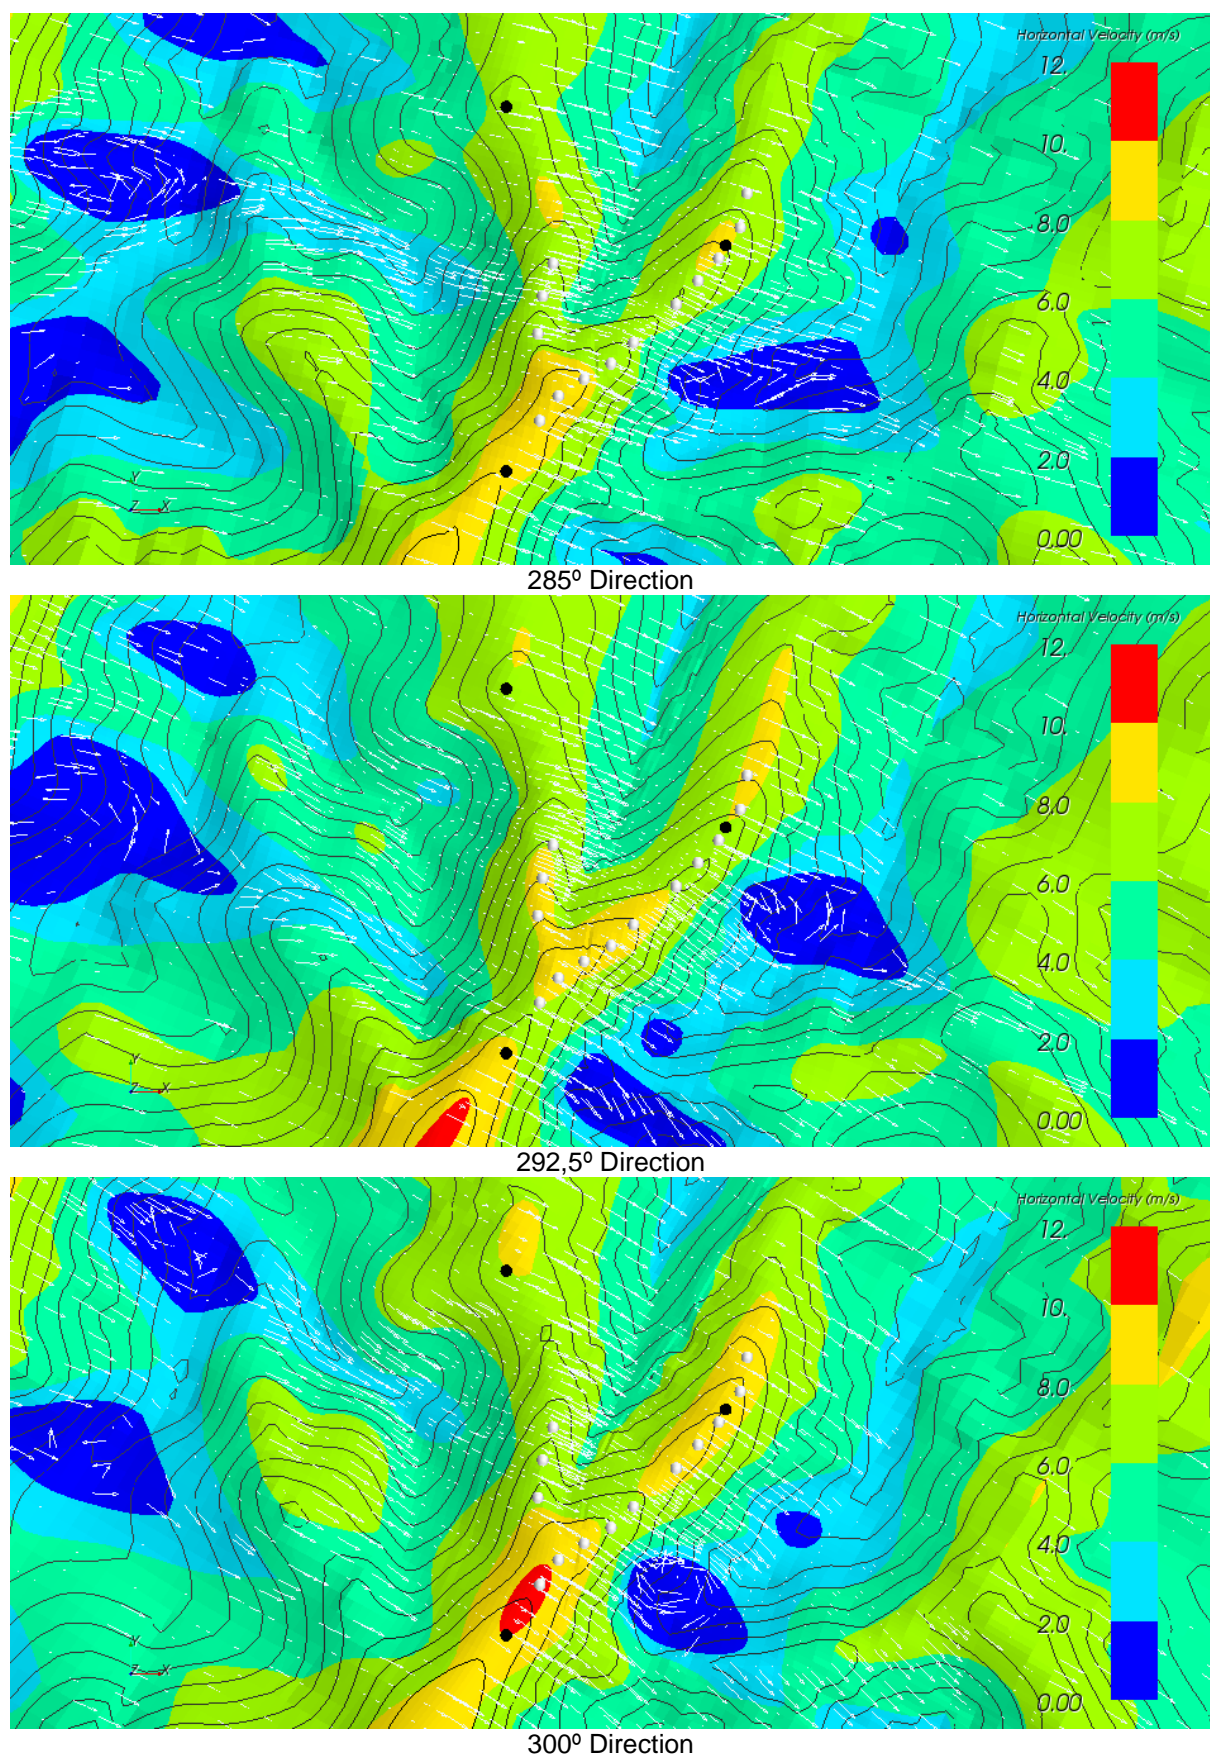 Horizontal Velocity (m/s)
12.
10.
8.0
6.0
4.0
2.0
0.00
Y
Z X
285º Direction
Horizontal Velocity (m/s)
12.
10.
8.0
6.0
4.0
2.0
0.00
Y
Z X
292,5º Direction
Horizontal Velocity (m/s)
12.
10.
8.0
6.0
4.0
2.0
0.00
Y
Z X
300º Direction